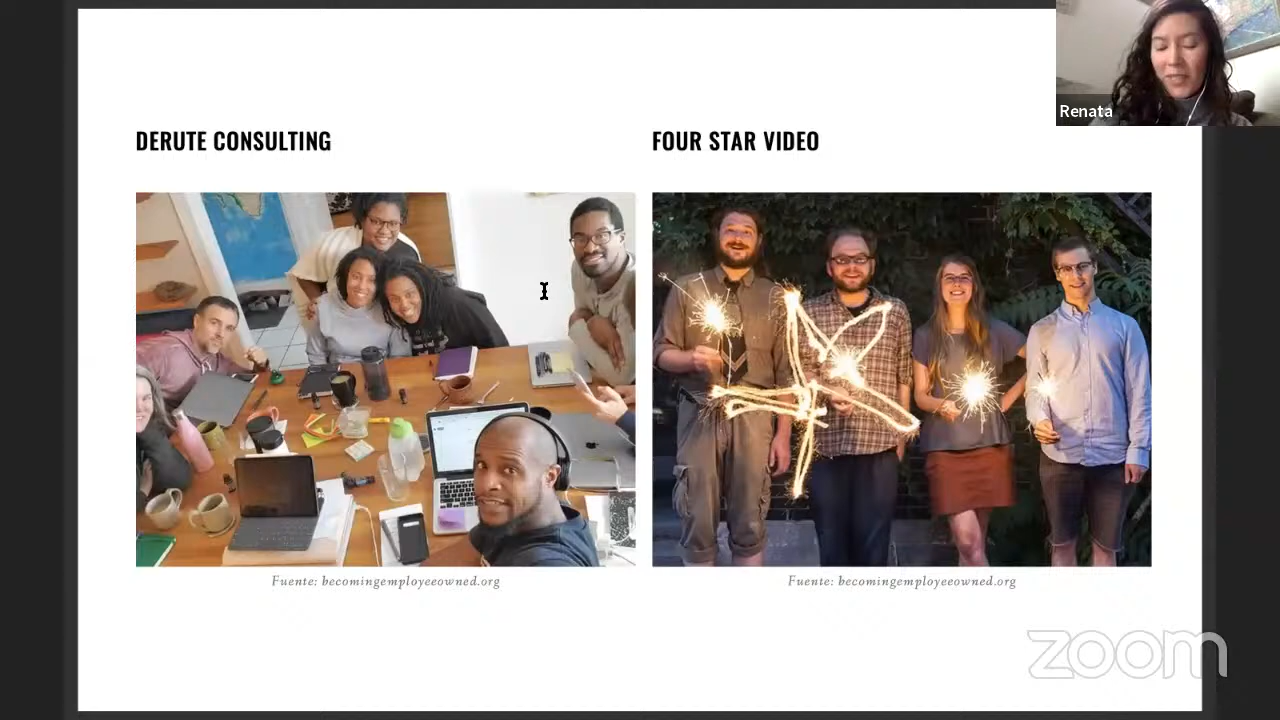 Renata
DERUTE CONSULTING
FOUR STAR VIDEO
Fuente: becomingemployeeowned.org
Fuente: becomingemployeeowned.org
zoom